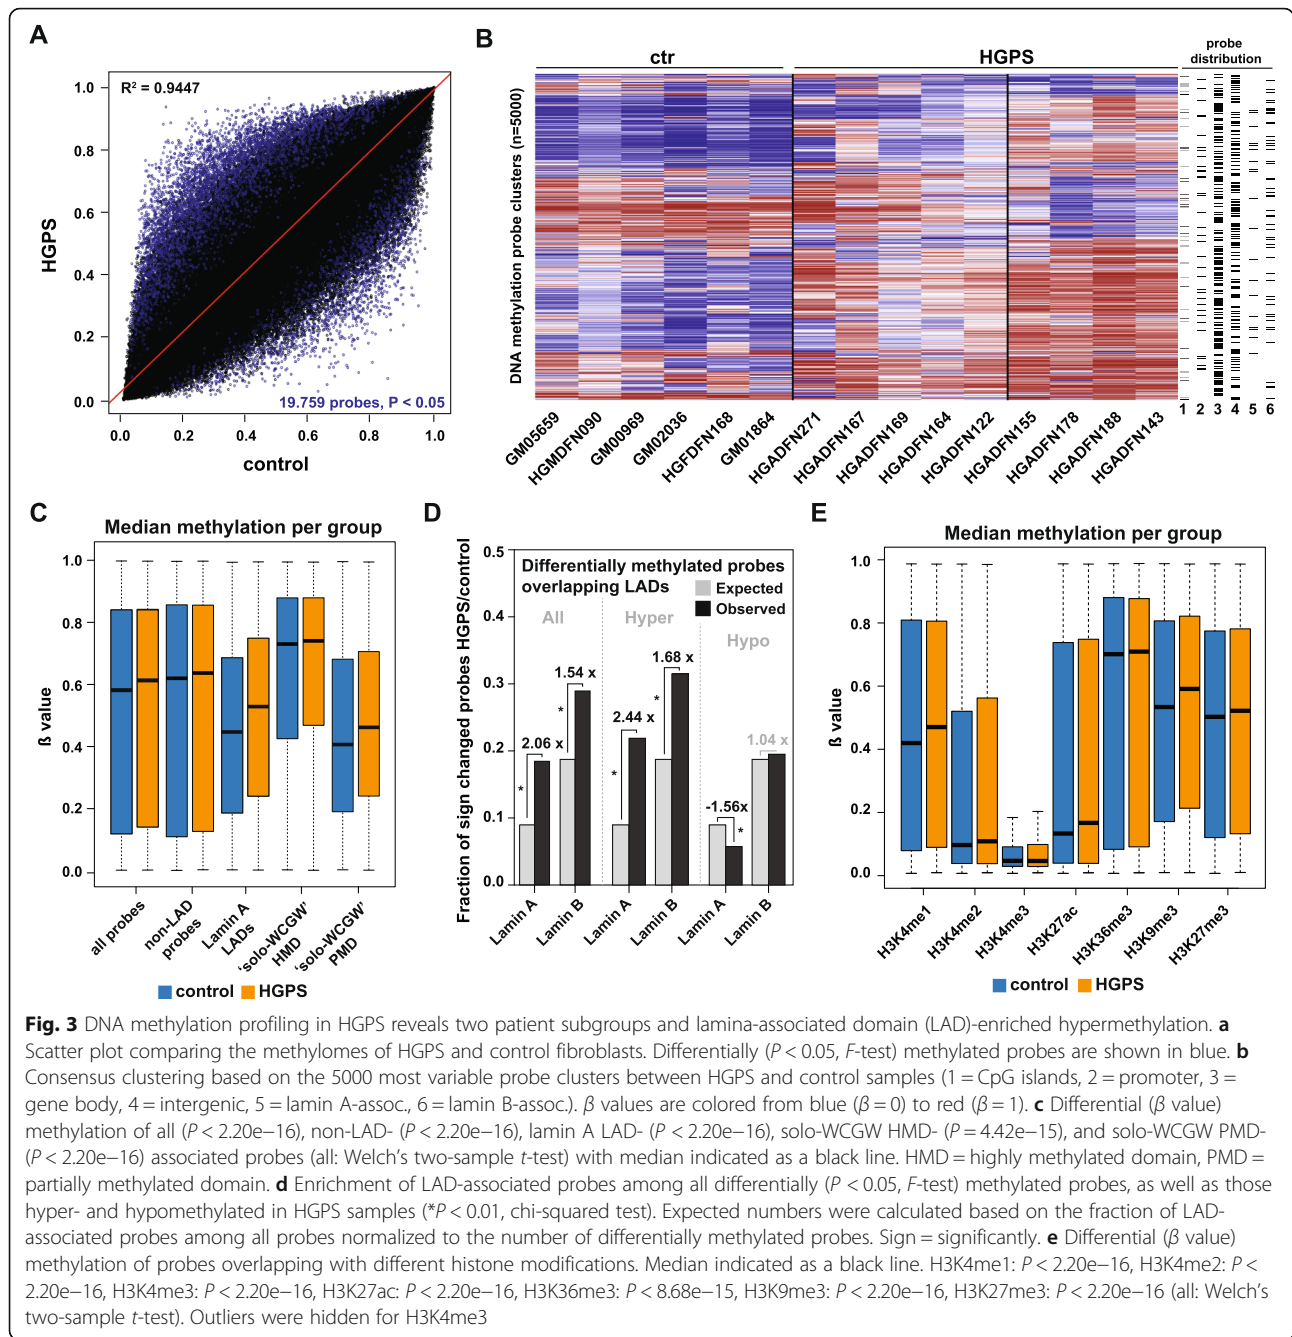 A
R² = 0.9447
1.0
0.8
0.6
0.4
0.2
0.0
HGPS
19.759 probes, P < 0.05
0.0 0.2 0.4 0.6 0.8 1.0
control
B
ctr
HGPS
probe
distribution
DNA methylation probe clusters (n=5000)
1 2 3 4 5 6
GM05659
HGMDFN090
GM00969
GM02036
HGFDFN168
GM01864
HGADFN271
HGADFN167
HGADFN169
HGADFN164
HGADFN122
HGADFN155
HGADFN178
HGADFN188
HGADFN143
C
Median methylation per group
1.0
0.8
0.6
0.4
0.2
0.0
ß value
all probes
non-LAD
probes
Lamin A
LADs
‘solo-WCGW’
HMD
‘solo-WCGW’
PMD
control HGPS
D
Fraction of sign changed probes HGPS/control
0.5
0.4
0.3
0.2
0.1
0.0
Differentially methylated probes
overlapping LADs
Expected
Observed
All
Hyper
Hypo
2.06 x
*
1.54 x
*
2.44 x
*
1.68 x
*
-1.56x
*
1.04 x
Lamin A
Lamin B
Lamin A
Lamin B
Lamin A
Lamin B
E
Median methylation per group
1.0
0.8
0.6
0.4
0.2
0.0
ß value
H3K4me1
H3K4me2
H3K4me3
H3K27ac
H3K36me3
H3K9me3
H3K27me3
control HGPS
Fig. 3 DNA methylation profiling in HGPS reveals two patient subgroups and lamina-associated domain (LAD)-enriched hypermethylation. a
Scatter plot comparing the methylomes of HGPS and control fibroblasts. Differentially (P < 0.05, F-test) methylated probes are shown in blue. b
Consensus clustering based on the 5000 most variable probe clusters between HGPS and control samples (1 = CpG islands, 2 = promoter, 3 =
gene body, 4 = intergenic, 5 = lamin A-assoc., 6 = lamin B-assoc.). β values are colored from blue (β = 0) to red (β = 1). c Differential (β value)
methylation of all (P < 2.20e−16), non-LAD- (P < 2.20e−16), lamin A LAD- (P < 2.20e−16), solo-WCGW HMD- (P = 4.42e−15), and solo-WCGW PMD-
(P < 2.20e−16) associated probes (all: Welch’s two-sample t-test) with median indicated as a black line. HMD = highly methylated domain, PMD =
partially methylated domain. d Enrichment of LAD-associated probes among all differentially (P < 0.05, F-test) methylated probes, as well as those
hyper- and hypomethylated in HGPS samples (*P < 0.01, chi-squared test). Expected numbers were calculated based on the fraction of LAD-
associated probes among all probes normalized to the number of differentially methylated probes. Sign = significantly. e Differential (β value)
methylation of probes overlapping with different histone modifications. Median indicated as a black line. H3K4me1: P < 2.20e−16, H3K4me2: P <
2.20e−16, H3K4me3: P < 2.20e−16, H3K27ac: P < 2.20e−16, H3K36me3: P < 8.68e−15, H3K9me3: P < 2.20e−16, H3K27me3: P < 2.20e−16 (all: Welch’s
two-sample t-test). Outliers were hidden for H3K4me3